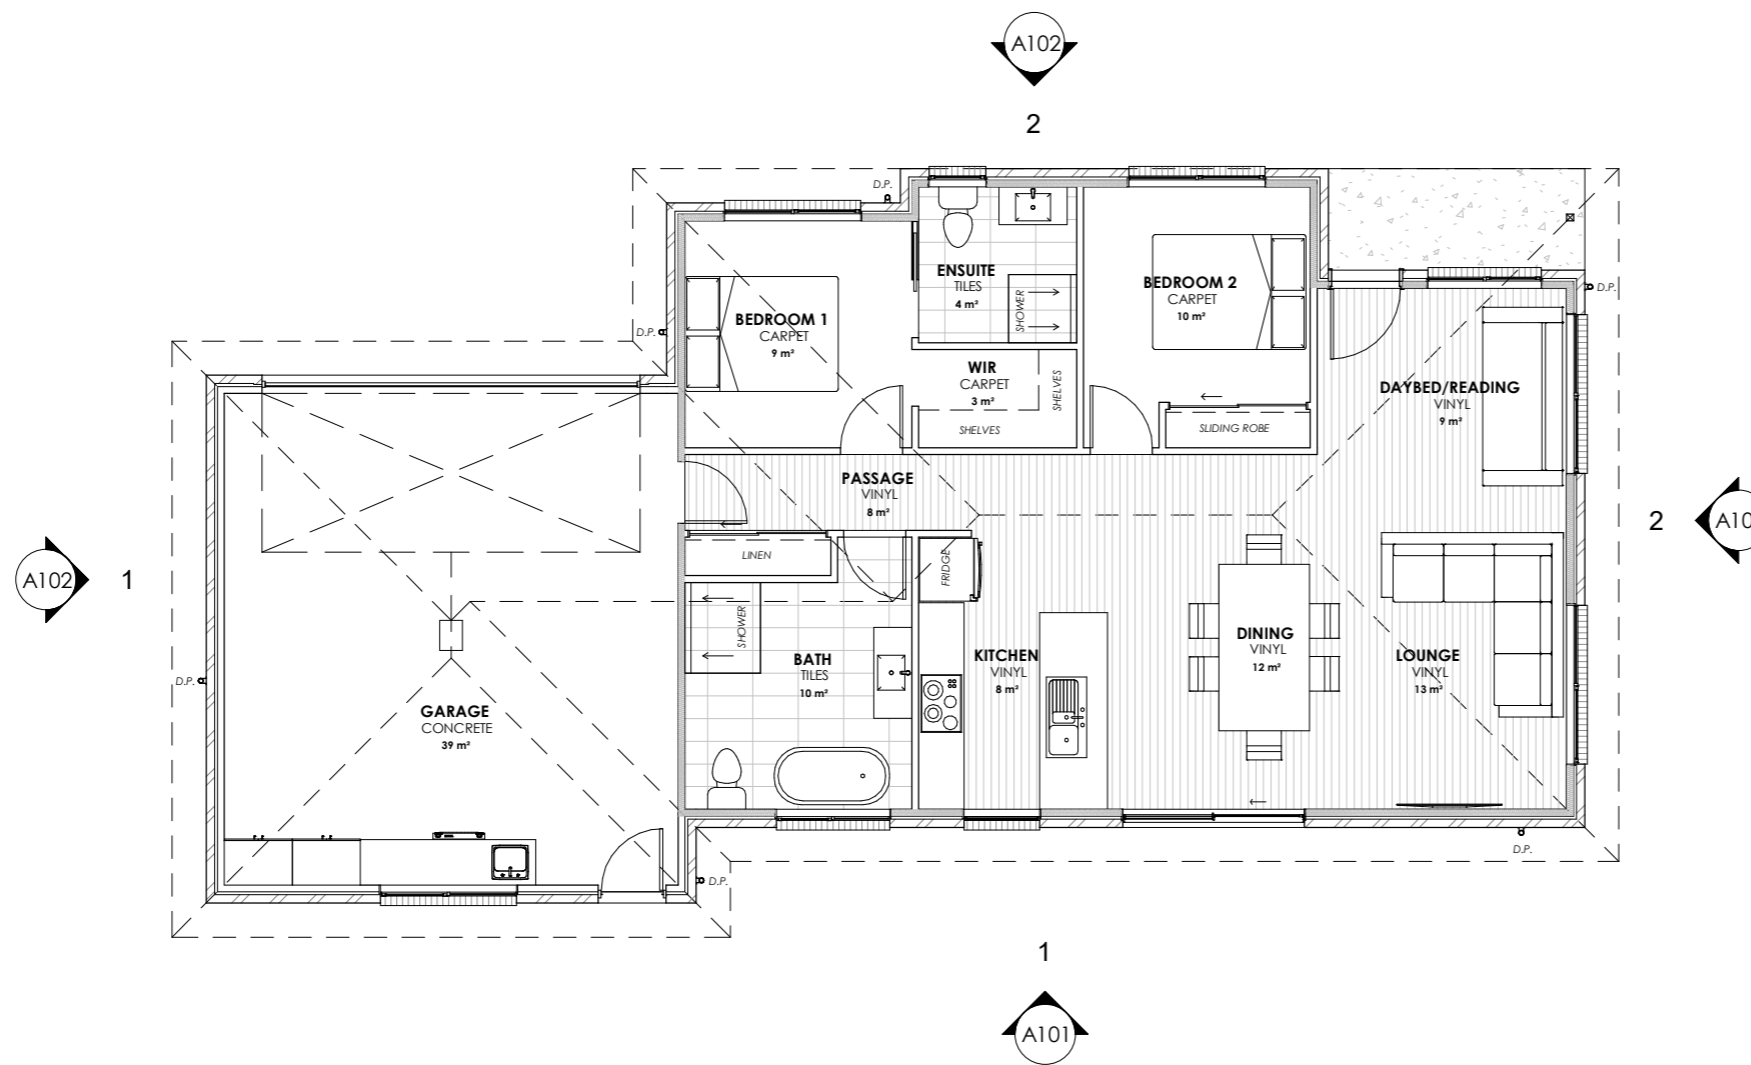 A102
2
D.P.
ENSUITE
TILES
4 m²
SHOWER
BEDROOM 2
CARPET
10 m²
D.P.
D.P.
BEDROOM 1
CARPET
9 m²
WIR
CARPET
3 m²
SHELVES
SHELVES
SLIDING ROBE
DAYBED/READING
VINYL
9 m²
PASSAGE
VINYL
8 m²
2
A10
LINEN
FRIDGE
A102
1
SHOWER
BATH
TILES
10 m²
KITCHEN
VINYL
8 m²
DINING
VINYL
12 m²
LOUNGE
VINYL
13 m²
D.P.
GARAGE
CONCRETE
39 m²
D.P.
D.P.
1
A101